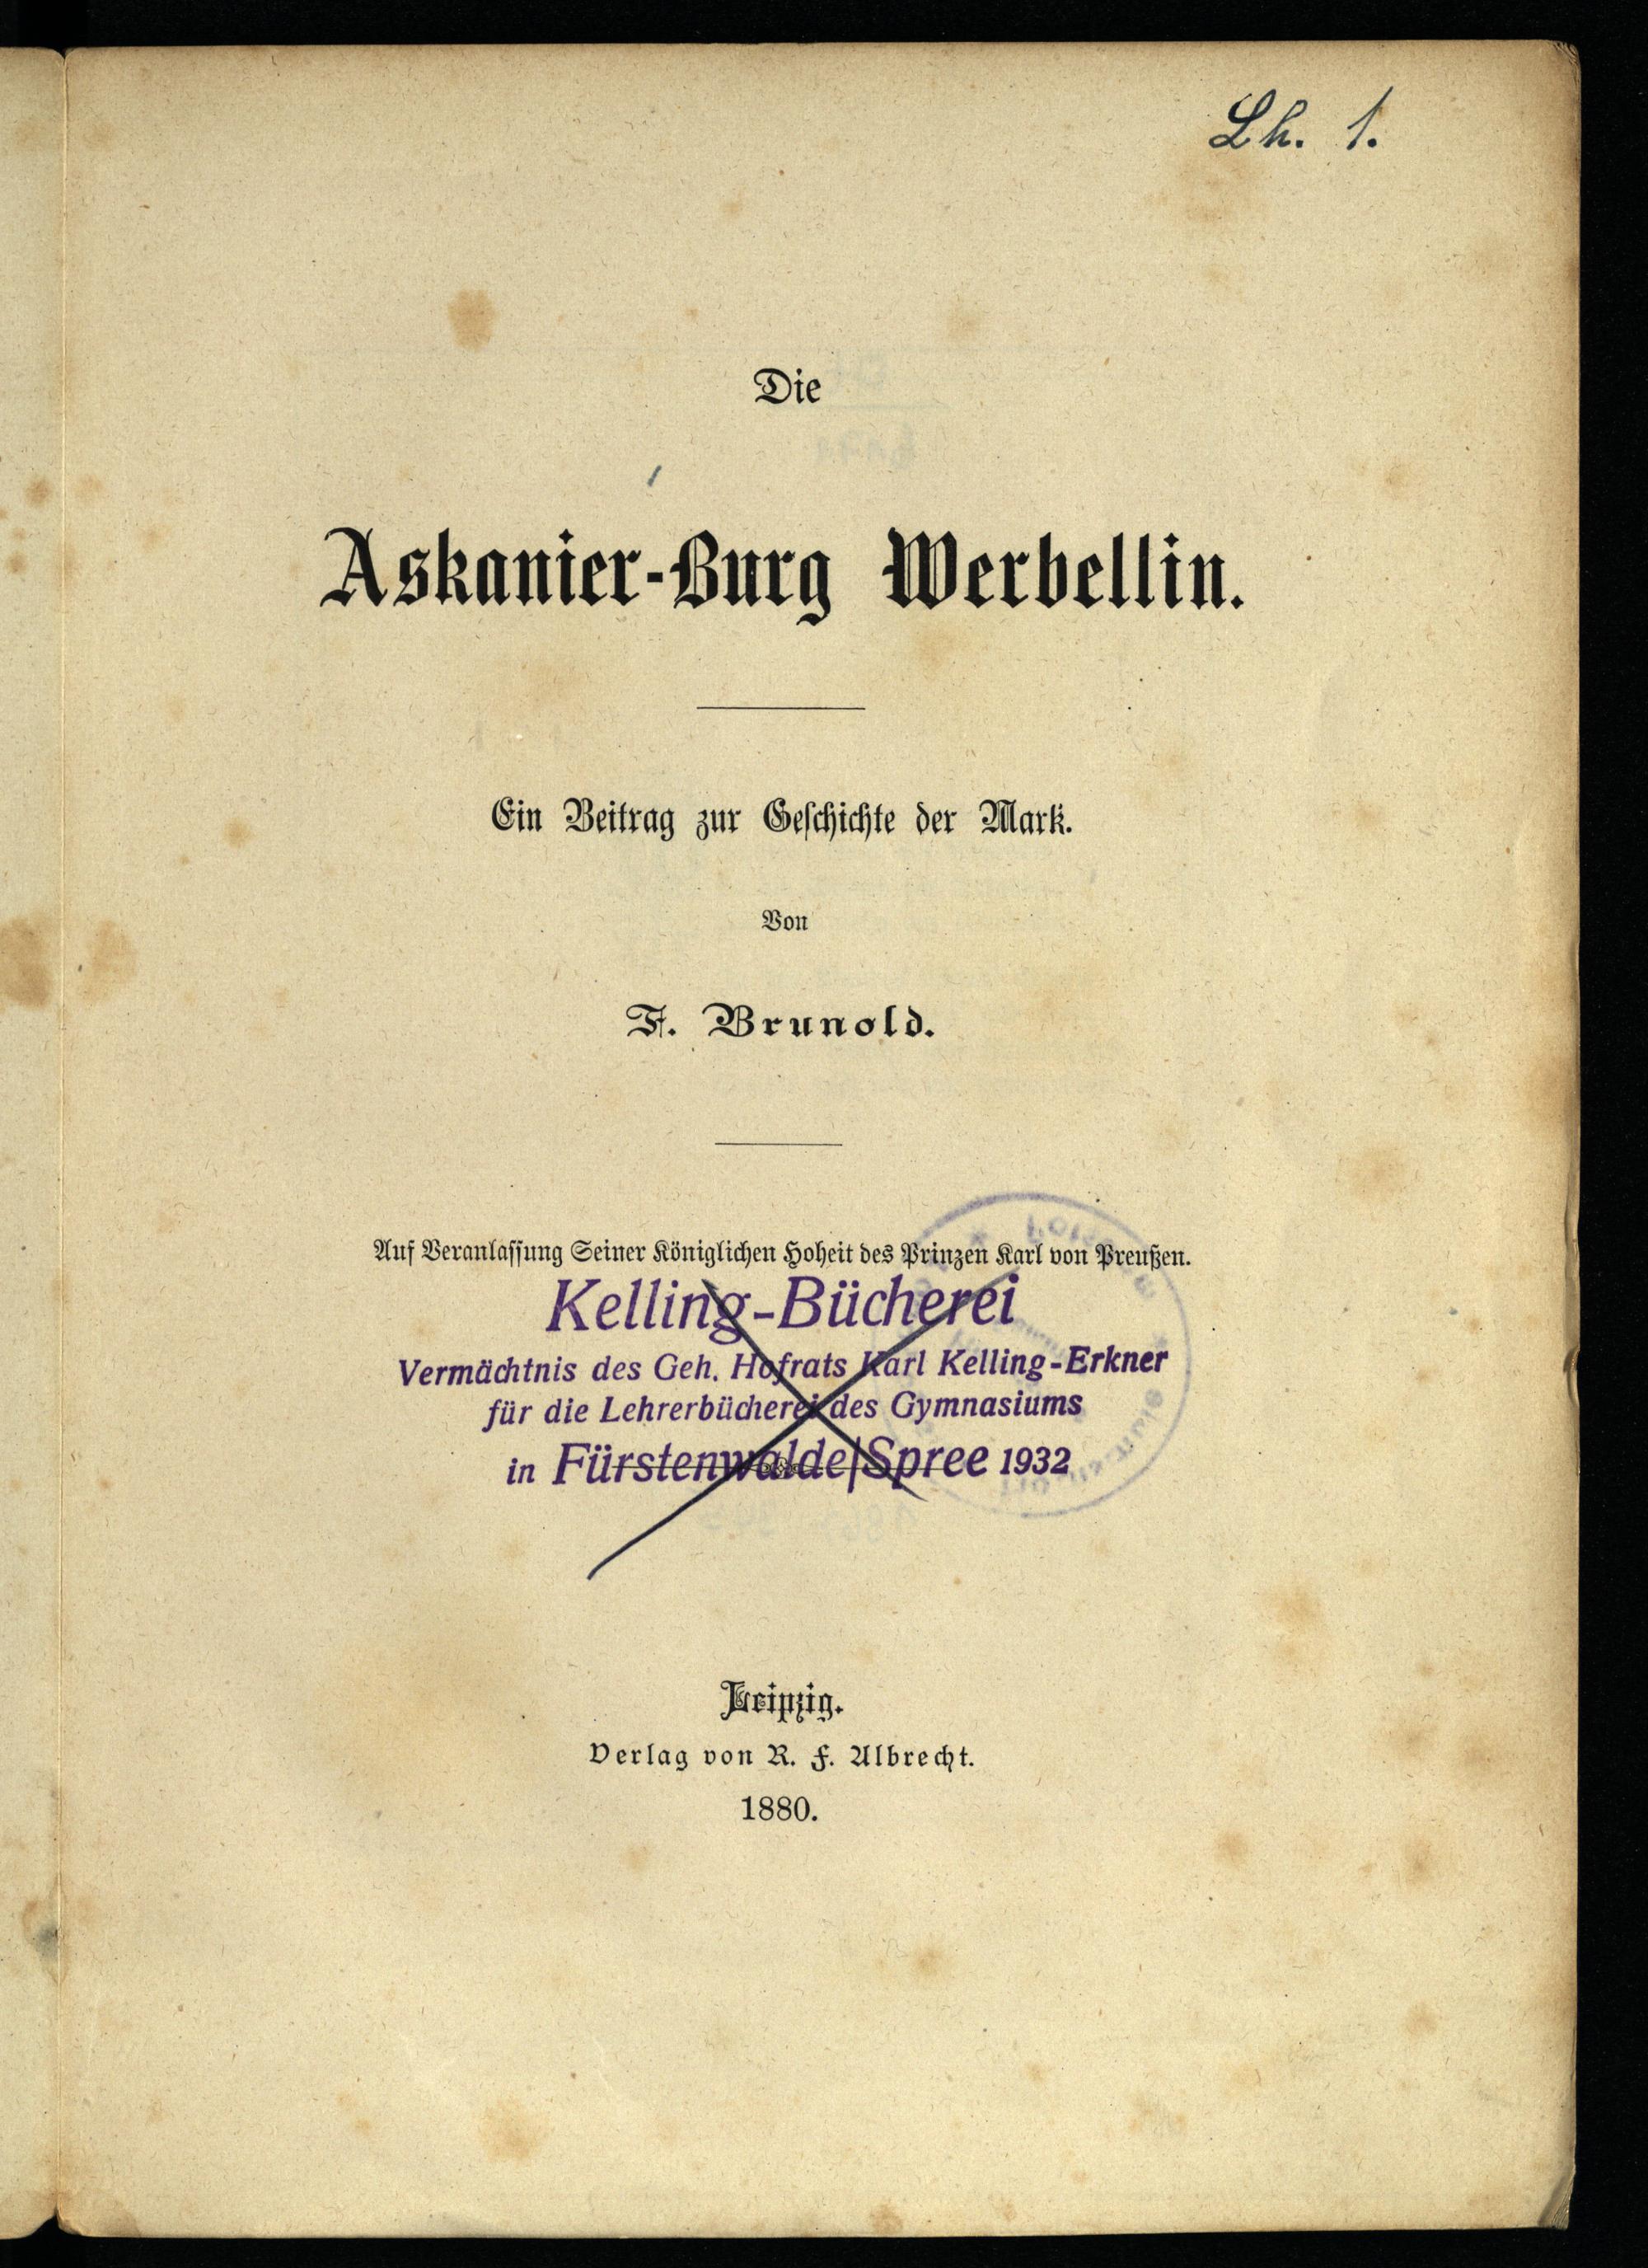 Lh. 1.
Die
Askanier-Burg Werbellin.
Ein Beitrag zur Geſchichte der Mark.
Von
F. Brunold.
Auf Veranlaſſung Seiner Königlichen Hoheit des Prinzen Karl von Preußen.
Kelling-Bücherei
Vermächtnis des Geh. Hofrats Karl Kelling-Erkner
für die Lehrerbücherei des Gymnasiums
in Fürstenwalde/Spree 1932
Leipzig.
Verlag von R. F. Albrecht.
1880.